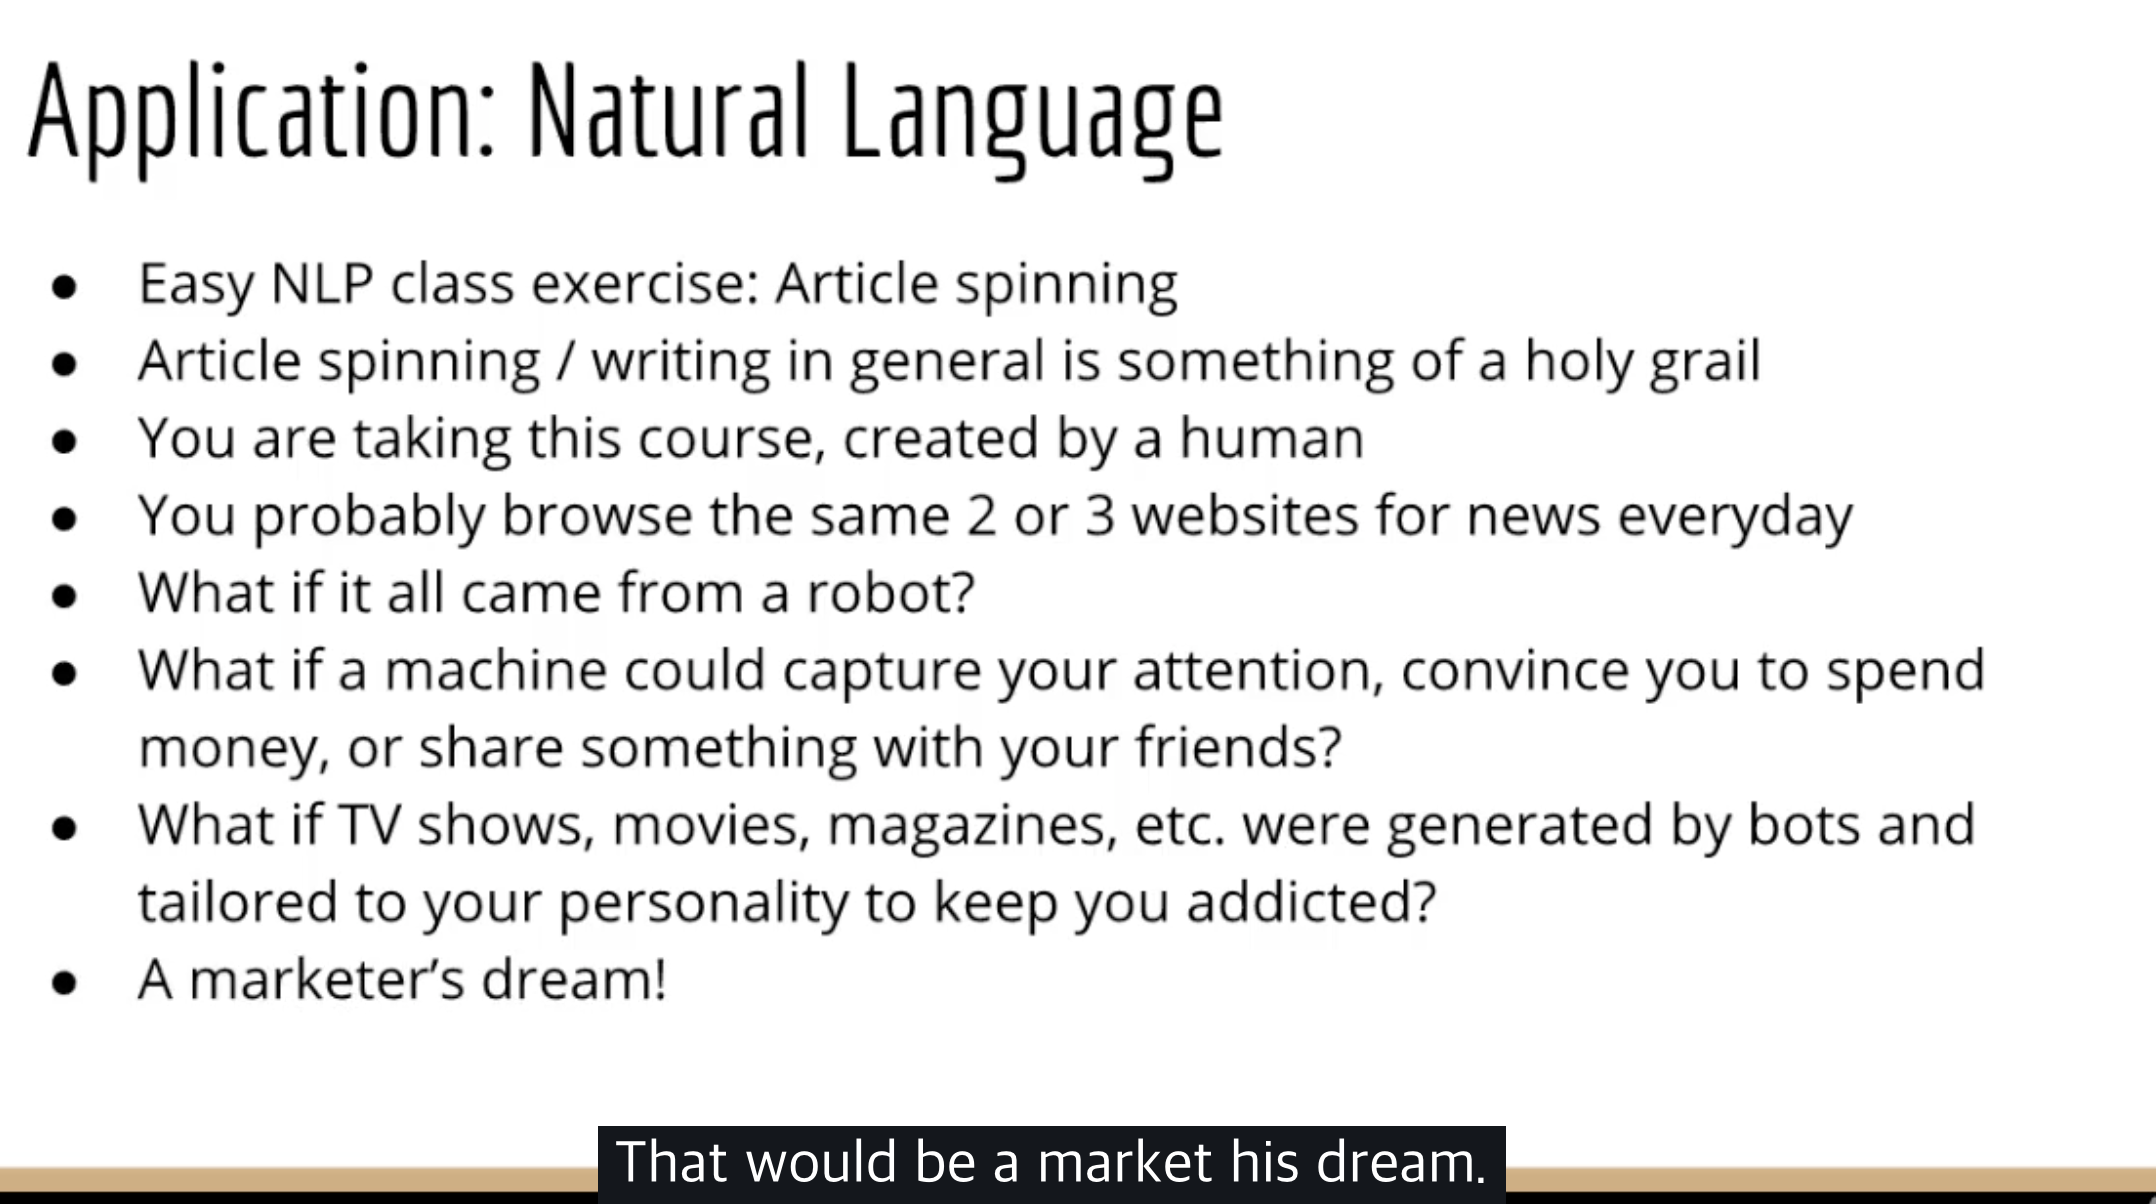 Application: Natural Language
● Easy NLP class exercise: Article spinning
● Article spinning / writing in general is something of a holy grail
● You are taking this course, created by a human
● You probably browse the same 2 or 3 websites for news everyday
● What if it all came from a robot?
● What if a machine could capture your attention, convince you to spend
money, or share something with your friends?
● What if TV shows, movies, magazines, etc. were generated by bots and
tailored to your personality to keep you addicted?
● A marketer’s dream!
That would be a market his dream.